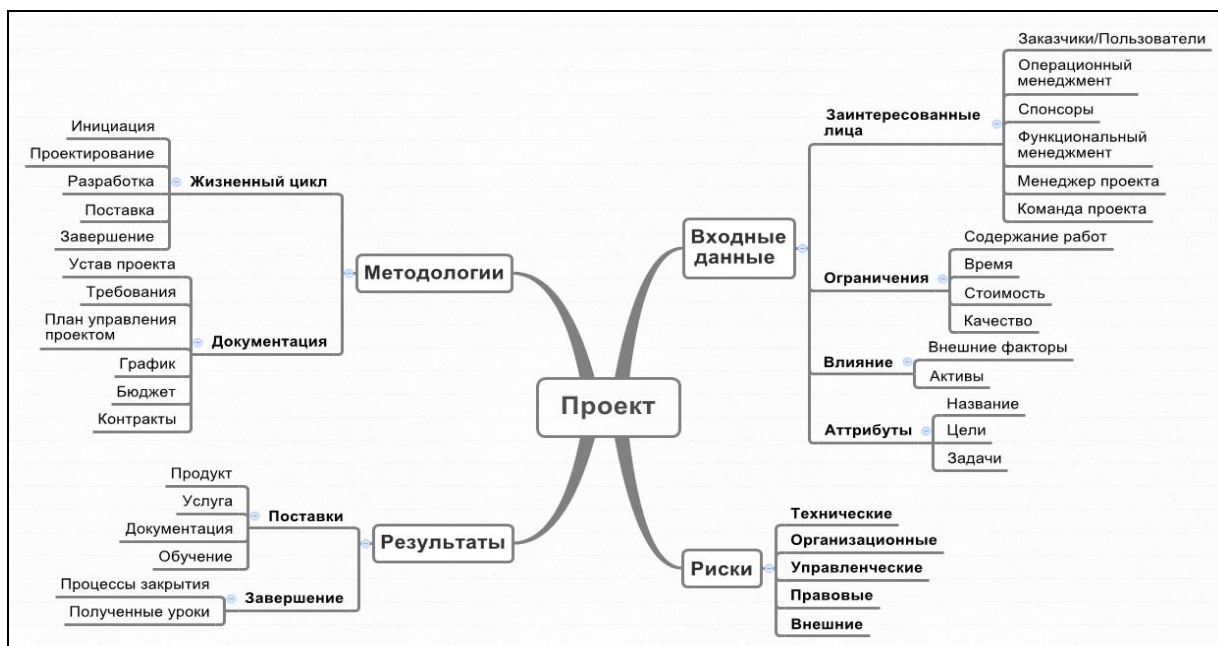 Проект
Методологии
Жизненный цикл
Инициация
Проектирование
Разработка
Поставка
Завершение
Документация
Устав проекта
Требования
План управления
проектом
График
Бюджет
Контракты
Результаты
Поставки
Продукт
Услуга
Документация
Обучение
Завершение
Процессы закрытия
Полученные уроки
Входные
данные
Заинтересованные
лица
Заказчики/Пользователи
Операционный
менеджмент
Спонсоры
Функциональный
менеджмент
Менеджер проекта
Команда проекта
Ограничения
Содержание работ
Время
Стоимость
Качество
Влияние
Внешние факторы
Активы
Аттрибуты
Название
Цели
Задачи
Риски
Технические
Организационные
Управленческие
Правовые
Внешние